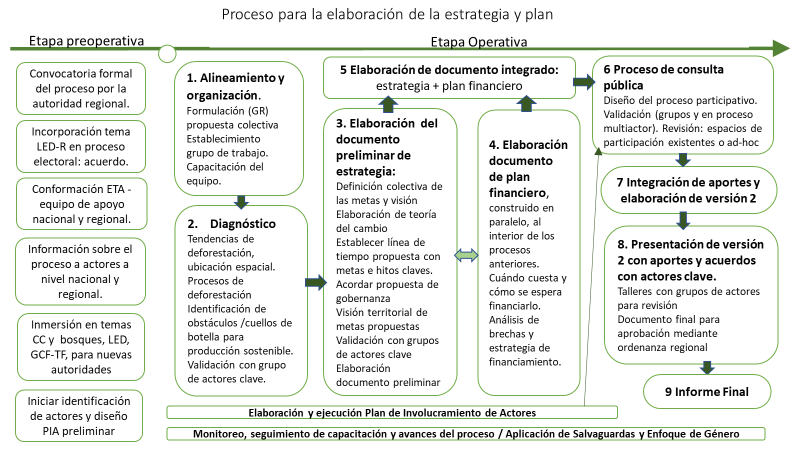 Proceso para la elaboración de la estrategia y plan
Etapa preoperativa
Etapa Operativa
Convocatoria formal
del proceso por la
autoridad regional.
Incorporación tema
LED-R en proceso
electoral: acuerdo.
Conformación ETA -
equipo de apoyo
nacional y regional.
Información sobre el
proceso a actores a
nivel nacional y
regional.
Inmersión en temas
CC y bosques, LED,
GCF-TF, para nuevas
autoridades
Iniciar identificación
de actores y diseño
PIA preliminar
1. Alineamiento y
organización.
Formulación (GR)
propuesta colectiva
Establecimiento
grupo de trabajo.
Capacitación del
equipo.
2. Diagnóstico
Tendencias de
deforestación,
ubicación espacial.
Procesos de
deforestación
Identificación de
obstáculos /cuellos de
botella para
producción sostenible.
Validación con grupo
de actores clave.
5 Elaboración de documento integrado:
estrategia + plan financiero
3. Elaboración del
documento
preliminar de
estrategia:
Definición colectiva de
las metas y visión
Elaboración de teoría
del cambio
Establecer línea de
tiempo propuesta con
metas e hitos claves.
Acordar propuesta de
gobernanza
Visión territorial de
metas propuestas
Validación con grupos
de actores clave
Elaboración
documento preliminar
4. Elaboración
documento
de plan
financiero,
construido en
paralelo, al
interior de los
procesos
anteriores.
Cuándo cuesta y
cómo se espera
financiarlo.
Análisis de
brechas y
estrategia de
financiamiento.
6 Proceso de consulta
pública
Diseño del proceso participativo.
Validación (grupos y en proceso
multiactor). Revisión: espacios de
participación existentes o ad-hoc
7 Integración de aportes y
elaboración de versión 2
8. Presentación de versión
2 con aportes y acuerdos
con actores clave.
Talleres con grupos de actores
para revisión
Documento final para
aprobación mediante
ordenanza regional
9 Informe Final
Elaboración y ejecución Plan de Involucramiento de Actores
Monitoreo, seguimiento de capacitación y avances del proceso / Aplicación de Salvaguardas y Enfoque de Género